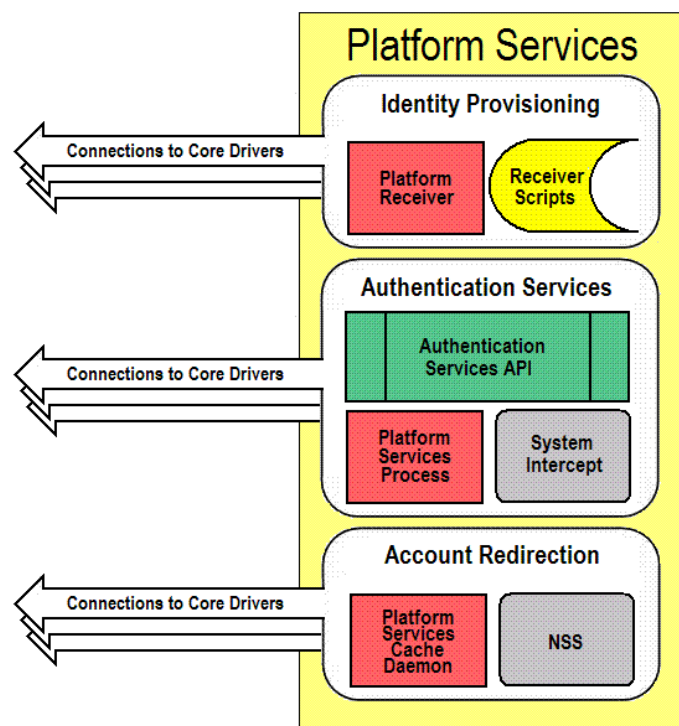 Platform Services
Identity Provisioning
Connections to Core Drivers
Platform
Receiver
Receiver
Scripts
Authentication Services
Connections to Core Drivers
Authentication
Services API
Platform
Services
Process
System
Intercept
Account Redirection
Connections to Core Drivers
Platform
Services
Cache
Daemon
NSS